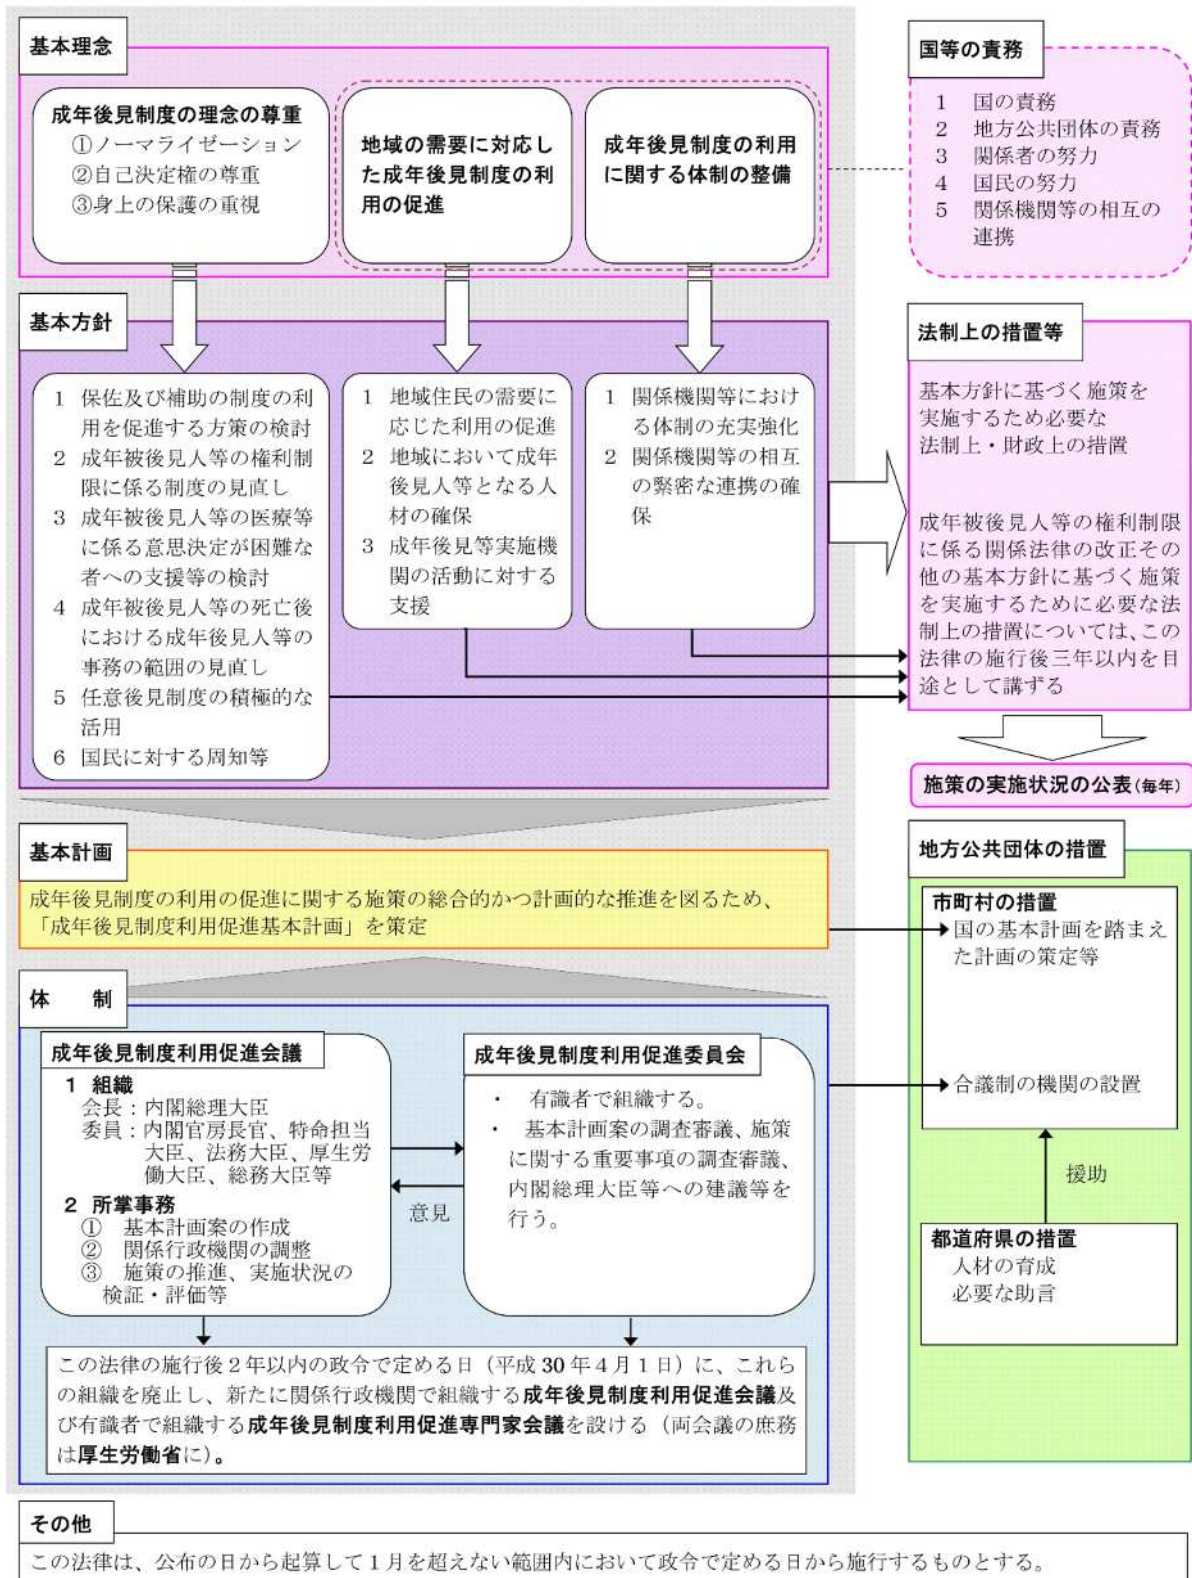 基本理念
成年後見制度の理念の尊重
①ノーマライゼーション
②自己決定権の尊重
③身上の保護の重視
地域の需要に対応し
た成年後見制度の利
用の促進
成年後見制度の利用
に関する体制の整備
国等の責務
1 国の責務
2 地方公共団体の責務
3 関係者の努力
4 国民の努力
5 関係機関等の相互の
連携
基本方針
1 保佐及び補助の制度の利
用を促進する方策の検討
2 成年被後見人等の権利制
限に係る制度の見直し
3 成年被後見人等の医療等
に係る意思決定が困難な
者への支援等の検討
4 成年被後見人等の死亡後
における成年後見人等の
事務の範囲の見直し
5 任意後見制度の積極的な
活用
6 国民に対する周知等
1 地域住民の需要に
応じた利用の促進
2 地域において成年
後見人等となる人
材の確保
3 成年後見等実施機
関の活動に対する
支援
1 関係機関等におけ
る体制の充実強化
2 関係機関等の相互
の緊密な連携の確
保
法制上の措置等
基本方針に基づく施策を
実施するため必要な
法制上・財政上の措置
成年被後見人等の権利制限
に係る関係法律の改正その
他の基本方針に基づく施策
を実施するために必要な法
制上の措置については、この
法律の施行後三年以内を目
途として講ずる
施策の実施状況の公表(毎年)
基本計画
成年後見制度の利用の促進に関する施策の総合的かつ計画的な推進を図るため、
「成年後見制度利用促進基本計画」を策定
地方公共団体の措置
市町村の措置
国の基本計画を踏まえ
た計画の策定等
合議制の機関の設置
援助
都道府県の措置
人材の育成
必要な助言
体 制
成年後見制度利用促進会議
1 組織
会長：内閣総理大臣
委員：内閣官房長官、特命担当
大臣、法務大臣、厚生労
働大臣、総務大臣等
2 所掌事務
① 基本計画案の作成
② 関係行政機関の調整
③ 施策の推進、実施状況の
検証・評価等
意見
成年後見制度利用促進委員会
・ 有識者で組織する。
・ 基本計画案の調査審議、施策
に関する重要事項の調査審議、
内閣総理大臣等への建議等を
行う。
この法律の施行後２年以内の政令で定める日（平成30年４月１日）に、これら
の組織を廃止し、新たに関係行政機関で組織する成年後見制度利用促進会議及
び有識者で組織する成年後見制度利用促進専門家会議を設ける（両会議の庶務
は厚生労働省に）。
その他
この法律は、公布の日から起算して１月を超えない範囲内において政令で定める日から施行するものとする。